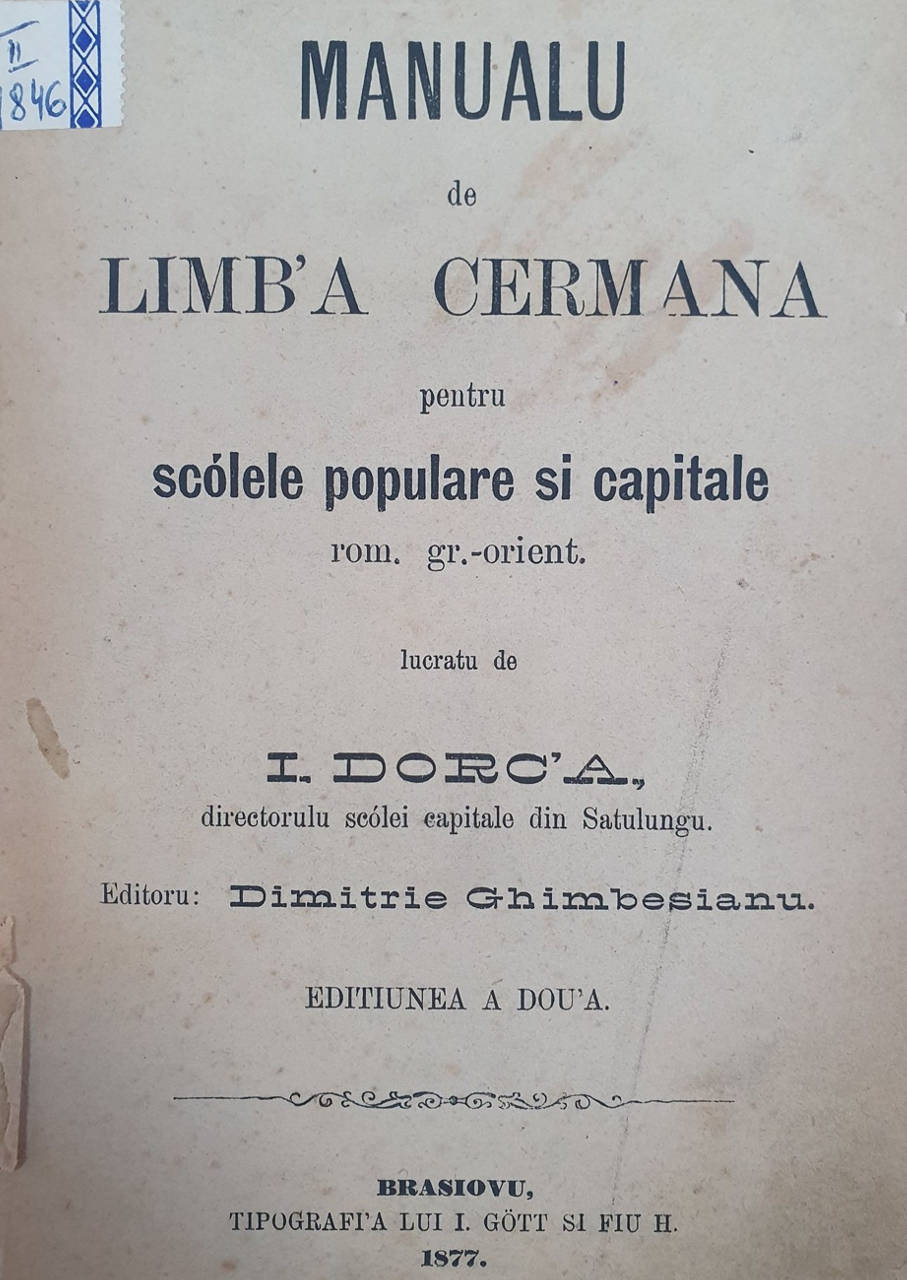 II
1846
MANUALU
de
LIMB'A CERMANA
pentru
scólele populare si capitale
rom. gr.-orient.
lucratu de
I. DORC'A.,
directorulu scólei capitale din Satulungu.
Editoru: Dimitrie Ghimbesianu.
EDITIUNEA A DOU'A.
BRASIOVU,
TIPOGRAFI'A LUI I. GÖTT SI FIU H.
1877.